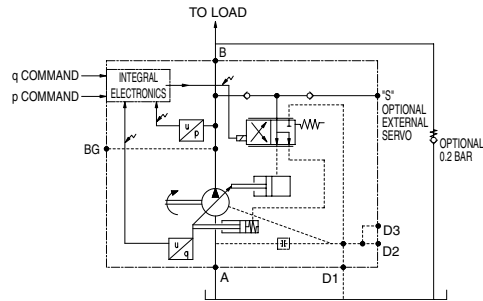 TO LOAD
B
q COMMAND
p COMMAND
INTEGRAL
ELECTRONICS
"S"
OPTIONAL
EXTERNAL
SERVO
u
p
BG
OPTIONAL
0.2 BAR
u
q
D3
D2
A
D1